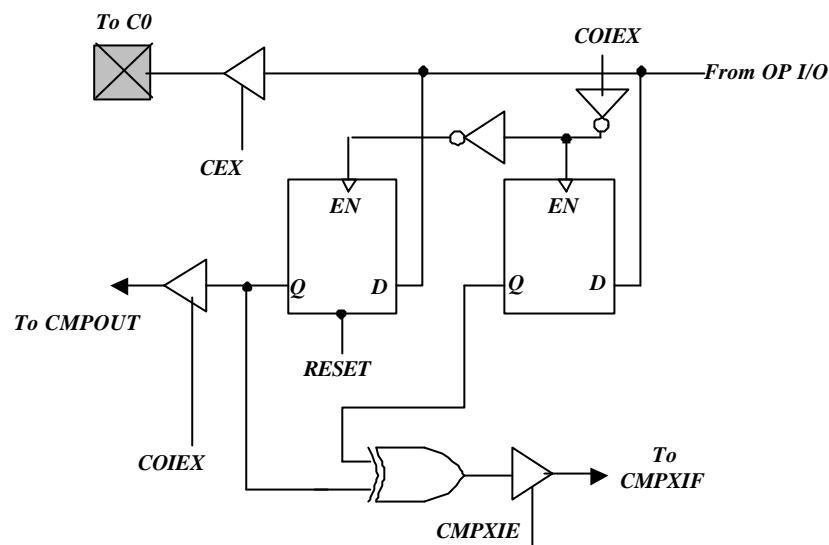 To C0
COIEX
From OP I/O
CEX
EN
EN
Q
D
Q
D
To CMPOUT
RESET
COIEX
To
CMPXIF
CMPXIE